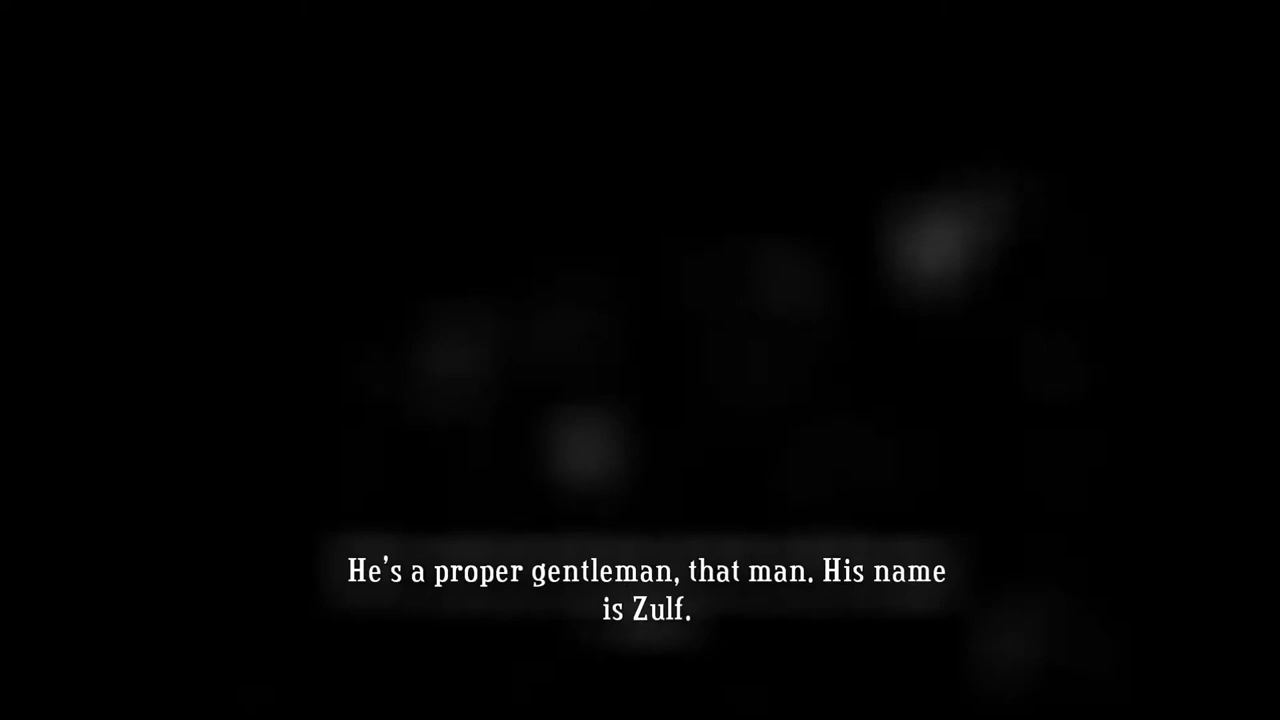 He's a proper gentleman, that man. His name
is Zulf.